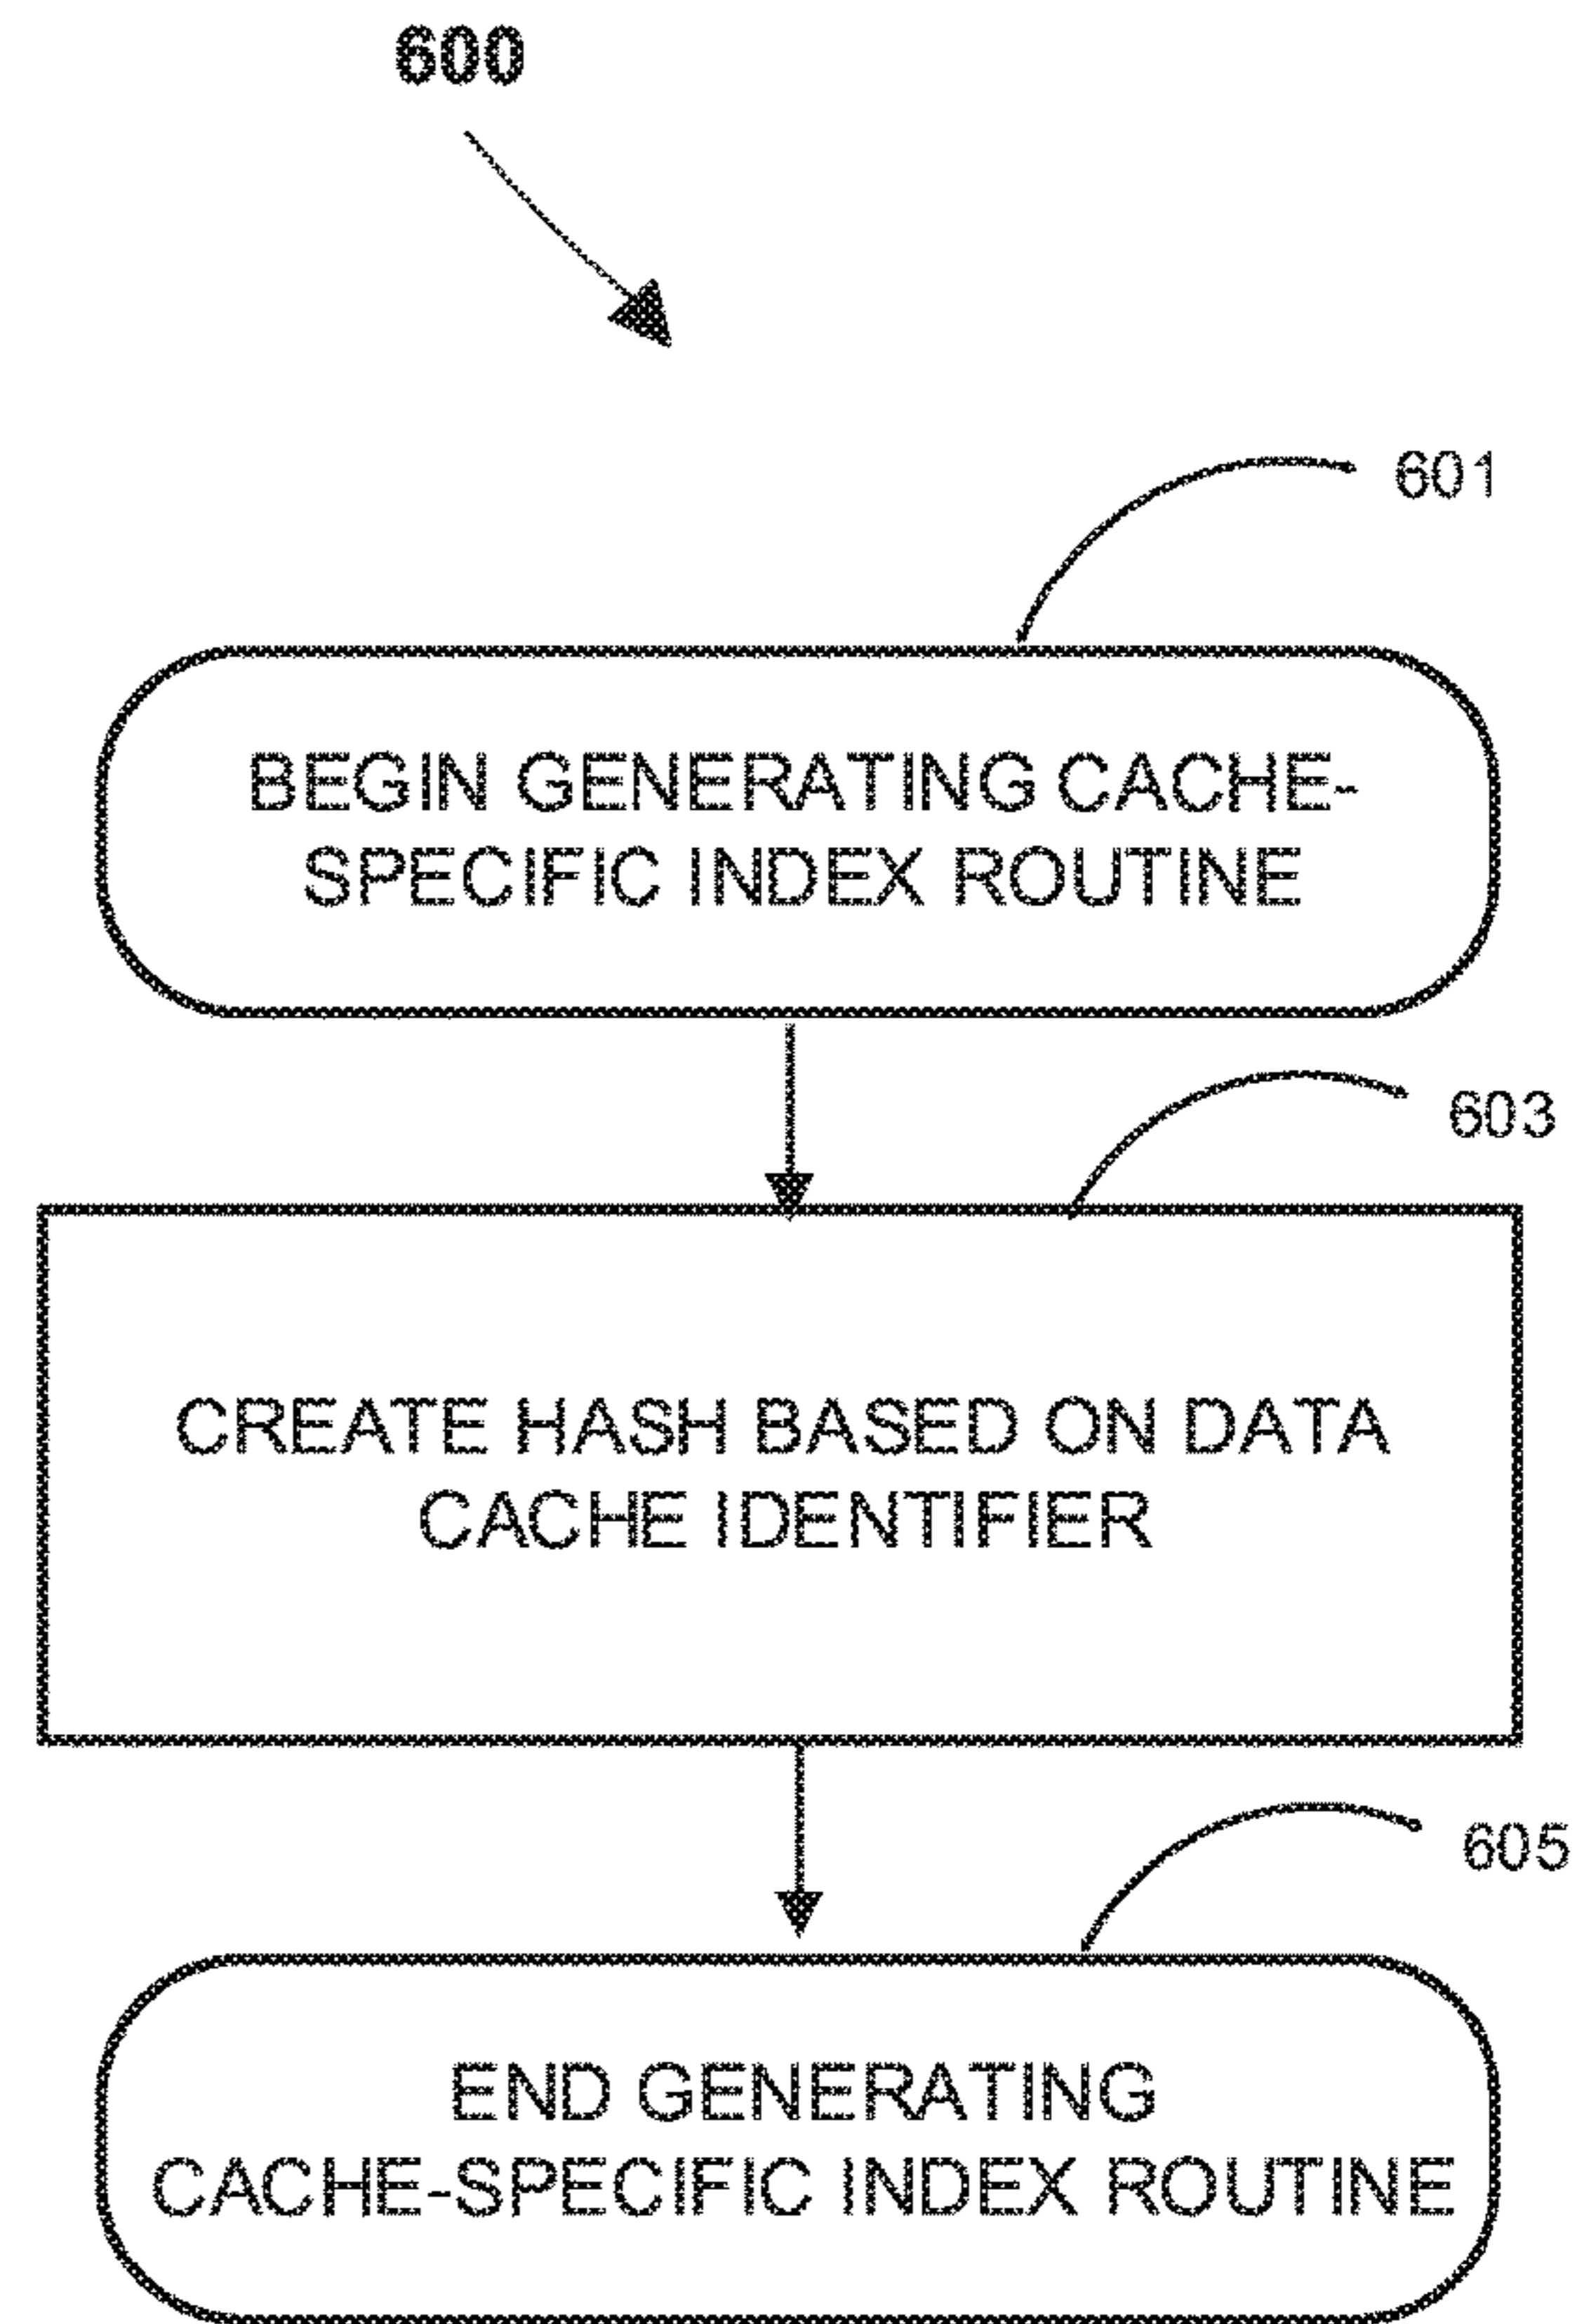 600
601
BEGIN GENERATING CACHE-
SPECIFIC INDEX ROUTINE
603
CREATE HASH BASED ON DATA
CACHE IDENTIFIER
605
END GENERATING
CACHE-SPECIFIC INDEX ROUTINE